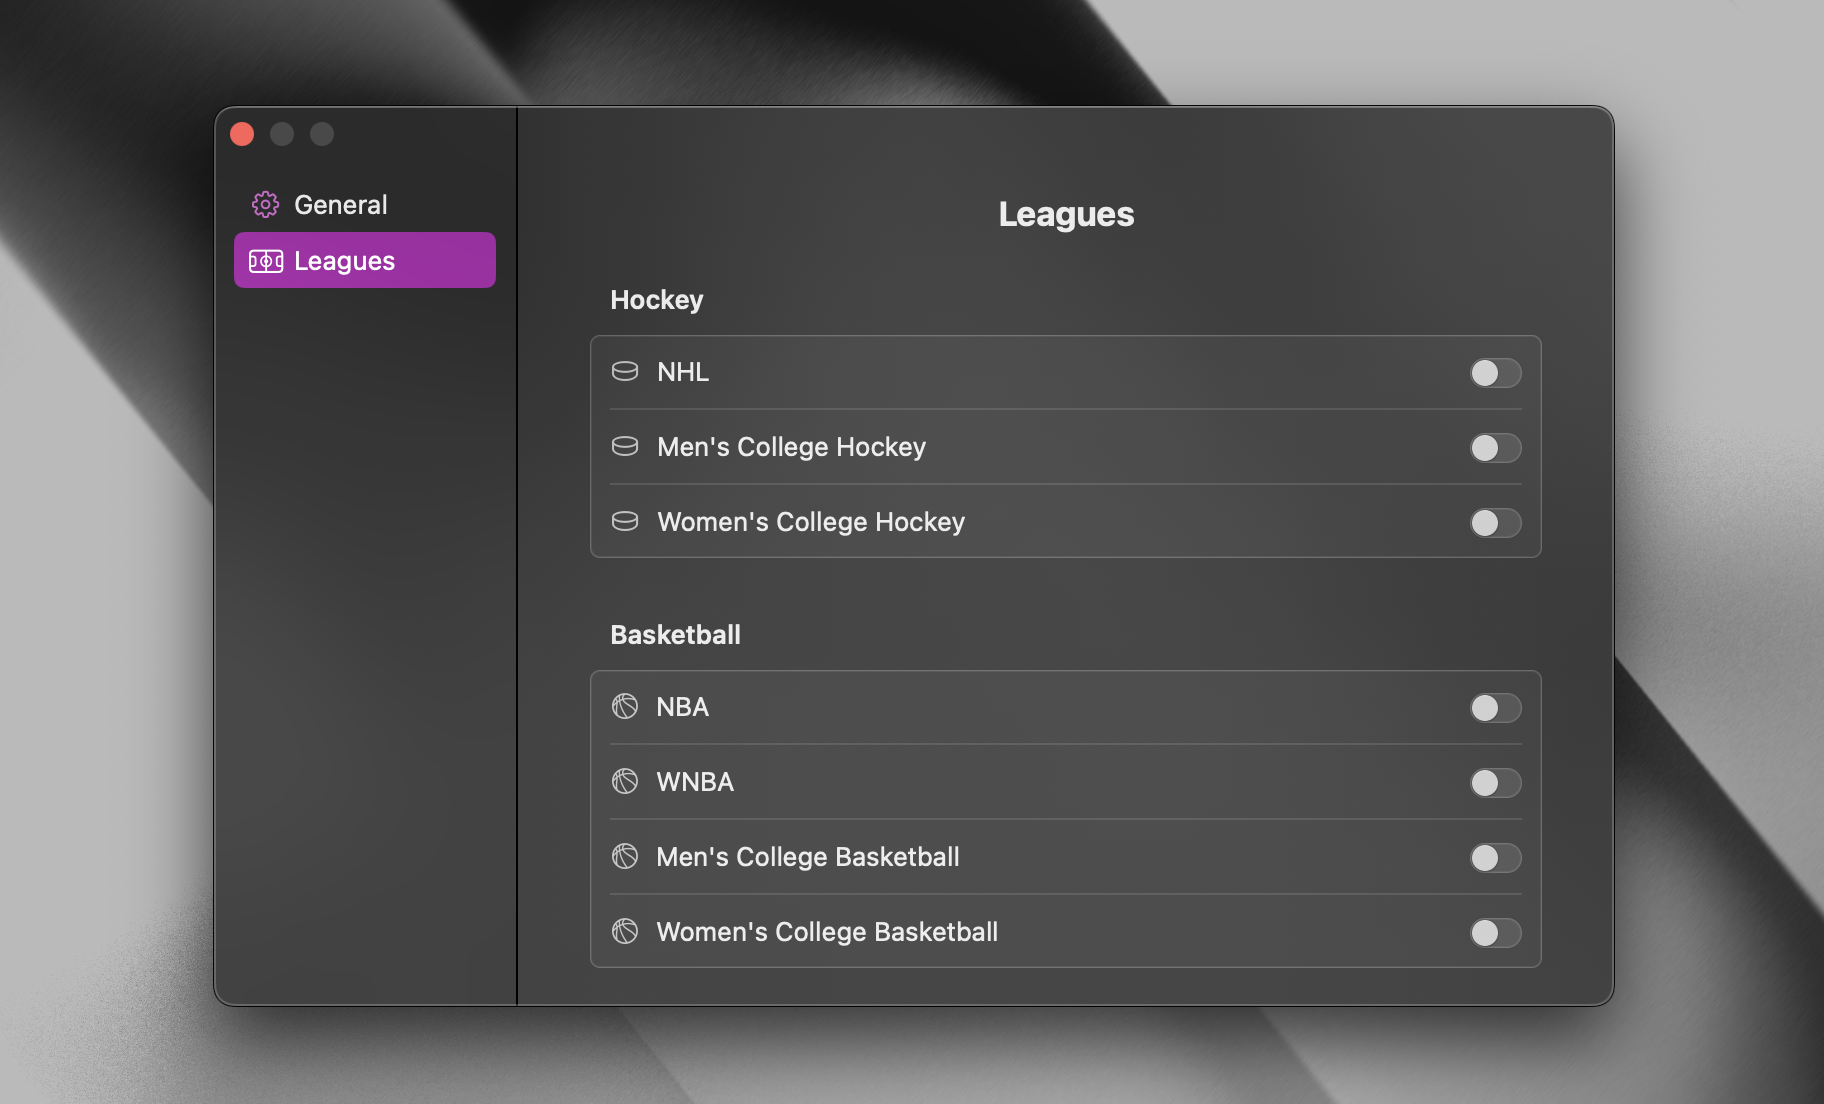 General
Leagues
Leagues
Hockey
NHL
Men's College Hockey
Women's College Hockey
Basketball
NBA
WNBA
Men's College Basketball
Women's College Basketball